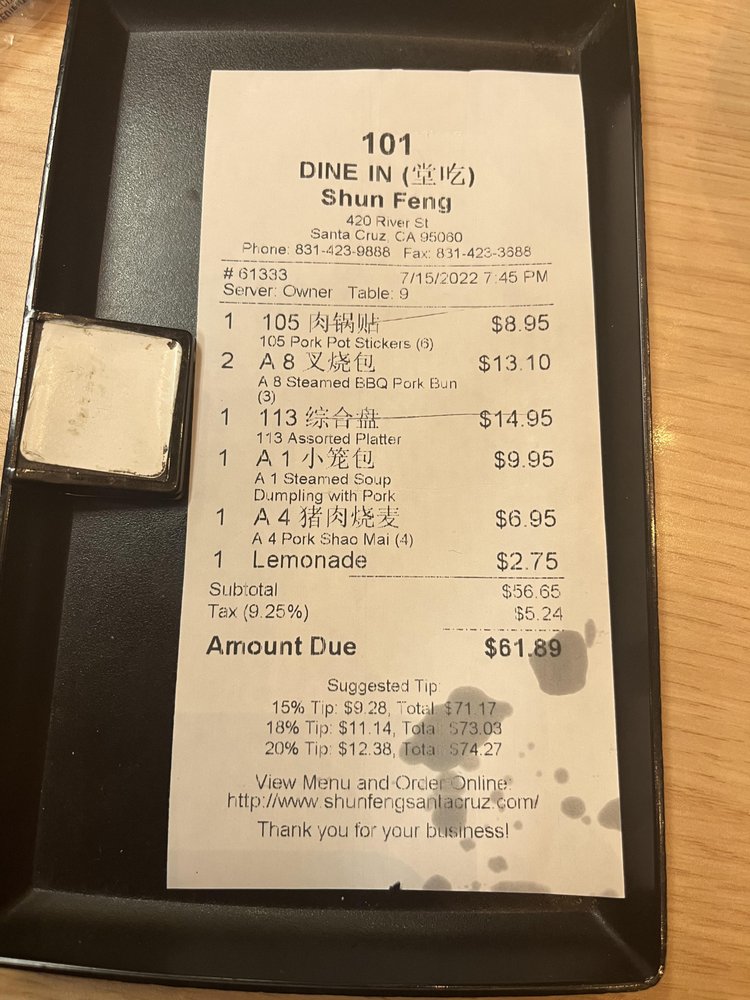 101
DINE IN (堂吃)
Shun Feng
420 River St
Santa Cruz, CA 95060
Phone: 831-423-9888 Fax: 831-423-3688
# 61333 7/15/2022 7:45 PM
Server: Owner Table: 9
1 105 肉锅贴 $8.95
105 Pork Pot Stickers (6)
2 A 8 叉烧包 $13.10
A 8 Steamed BBQ Pork Bun
(3)
1 113 综合盘 $14.95
113 Assorted Platter
1 A 1 小笼包 $9.95
A 1 Steamed Soup
Dumpling with Pork
1 A 4 猪肉烧麦 $6.95
A 4 Pork Shao Mai (4)
1 Lemonade $2.75
Subtotal $56.65
Tax (9.25%) $5.24
Amount Due $61.89
Suggested Tip:
15% Tip: $9.28, Total: $71.17
18% Tip: $11.14, Total: $73.03
20% Tip: $12.38, Total: $74.27
View Menu and Order Online:
http://www.shunfengsantacruz.com/
Thank you for your business!